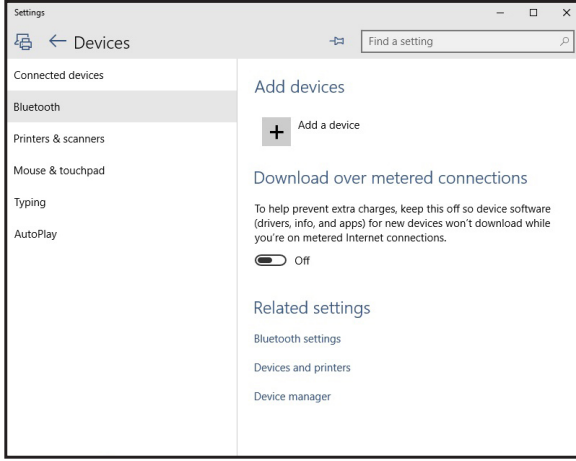 Settings
Devices
Find a setting
Connected devices
Bluetooth
Printers & scanners
Mouse & touchpad
Typing
AutoPlay
Add devices
Add a device
Download over metered connections
To help prevent extra charges, keep this off so device software
(drivers, info, and apps) for new devices won't download while
you're on metered Internet connections.
Off
Related settings
Bluetooth settings
Devices and printers
Device manager